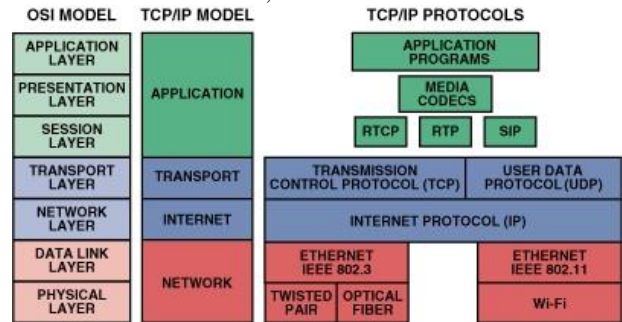 OSI MODEL
TCP/IP MODEL
TCP/IP PROTOCOLS
APPLICATION
LAYER
PRESENTATION
LAYER
SESSION
LAYER
TRANSPORT
LAYER
NETWORK
LAYER
DATA LINK
LAYER
PHYSICAL
LAYER
APPLICATION
TRANSPORT
INTERNET
NETWORK
APPLICATION
PROGRAMS
MEDIA
CODECS
RTCP
RTP
SIP
TRANSMISSION
CONTROL PROTOCOL (TCP)
USER DATA
PROTOCOL (UDP)
INTERNET PROTOCOL (IP)
ETHERNET
IEEE 802.3
ETHERNET
IEEE 802.11
TWISTED
PAIR
OPTICAL
FIBER
Wi-Fi